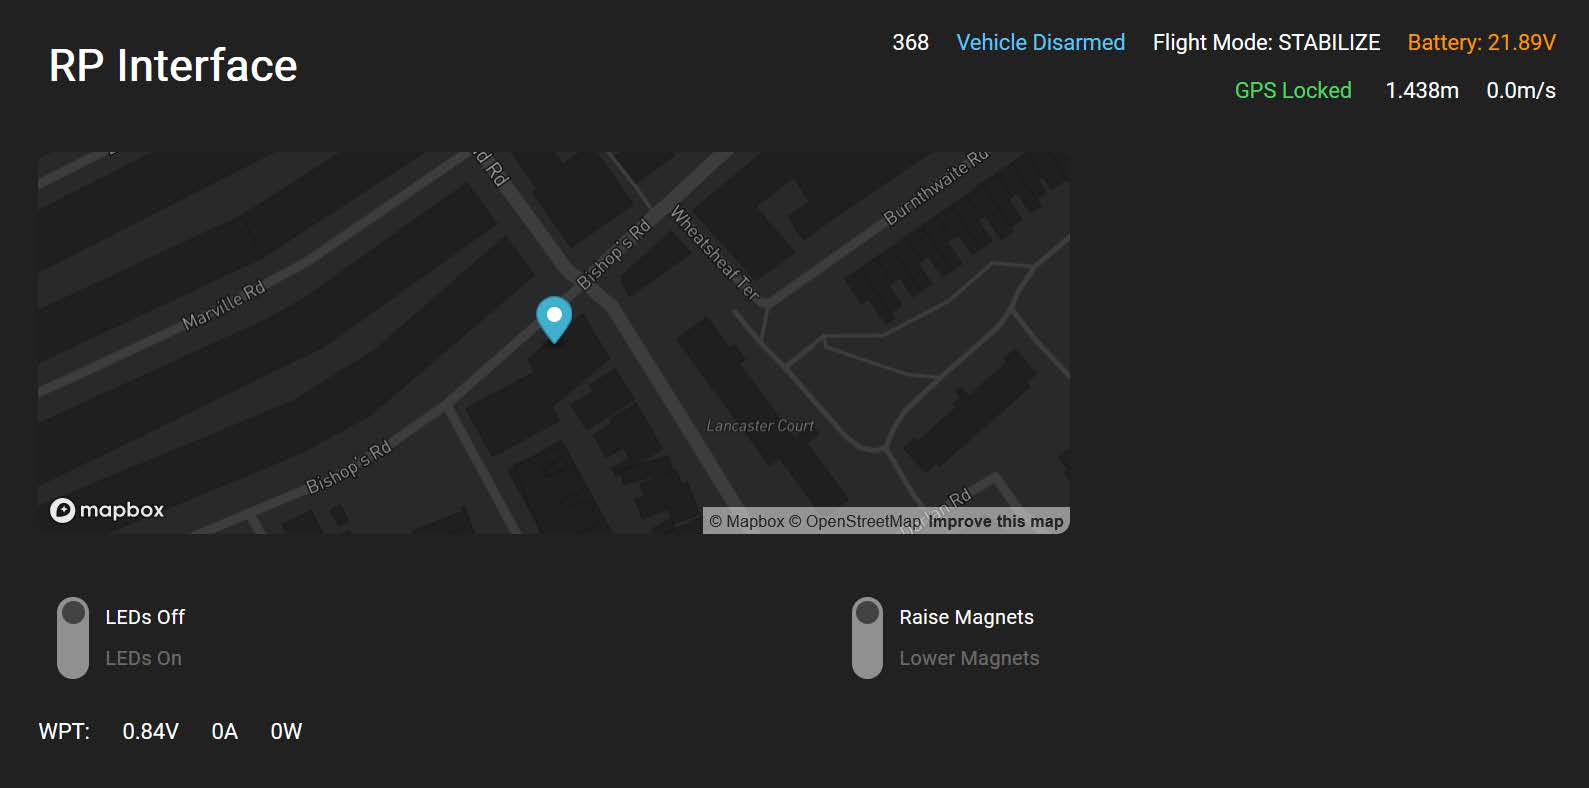 RP Interface
368 Vehicle Disarmed Flight Mode: STABILIZE Battery: 21.89V
GPS Locked 1.438m 0.0m/s
Rd
Burnthwaite Rd
Wheatsheaf Ter
Bishop's Rd
Marville Rd
Lancaster Court
Bishop's Rd
Rd
mapbox
© Mapbox © OpenStreetMap Improve this map
LEDs Off
LEDs On
Raise Magnets
Lower Magnets
WPT: 0.84V 0A 0W